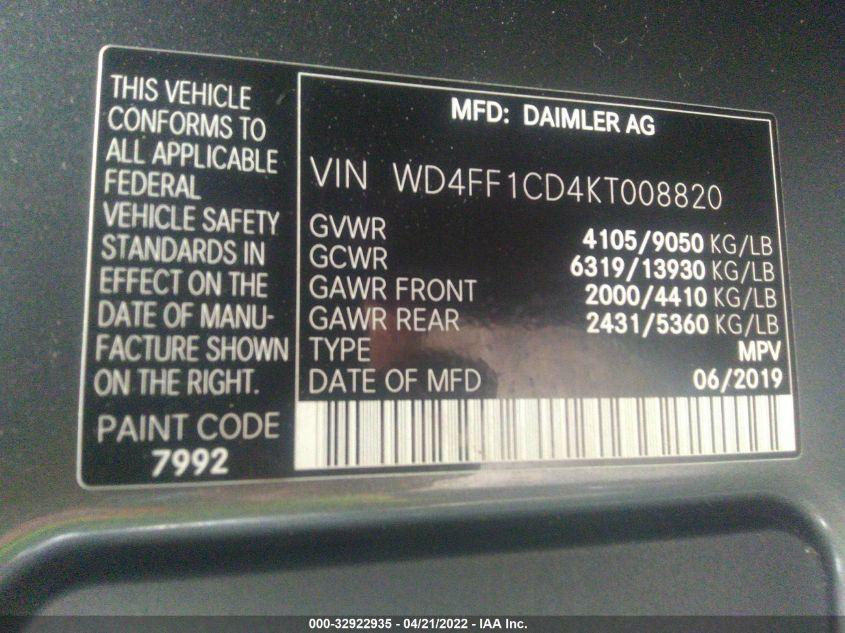 THIS VEHICLE
CONFORMS TO
ALL APPLICABLE
FEDERAL
VEHICLE SAFETY
STANDARDS IN
EFFECT ON THE
DATE OF MANU-
FACTURE SHOWN
ON THE RIGHT.
PAINT CODE
7992
MFD: DAIMLER AG
VIN WD4FF1CD4KT008820
GVWR 4105/9050 KG/LB
GCWR 6319/13930 KG/LB
GAWR FRONT 2000/4410 KG/LB
GAWR REAR 2431/5360 KG/LB
TYPE MPV
DATE OF MFD 06/2019
000-32922935 - 04/21/2022 - IAA Inc.